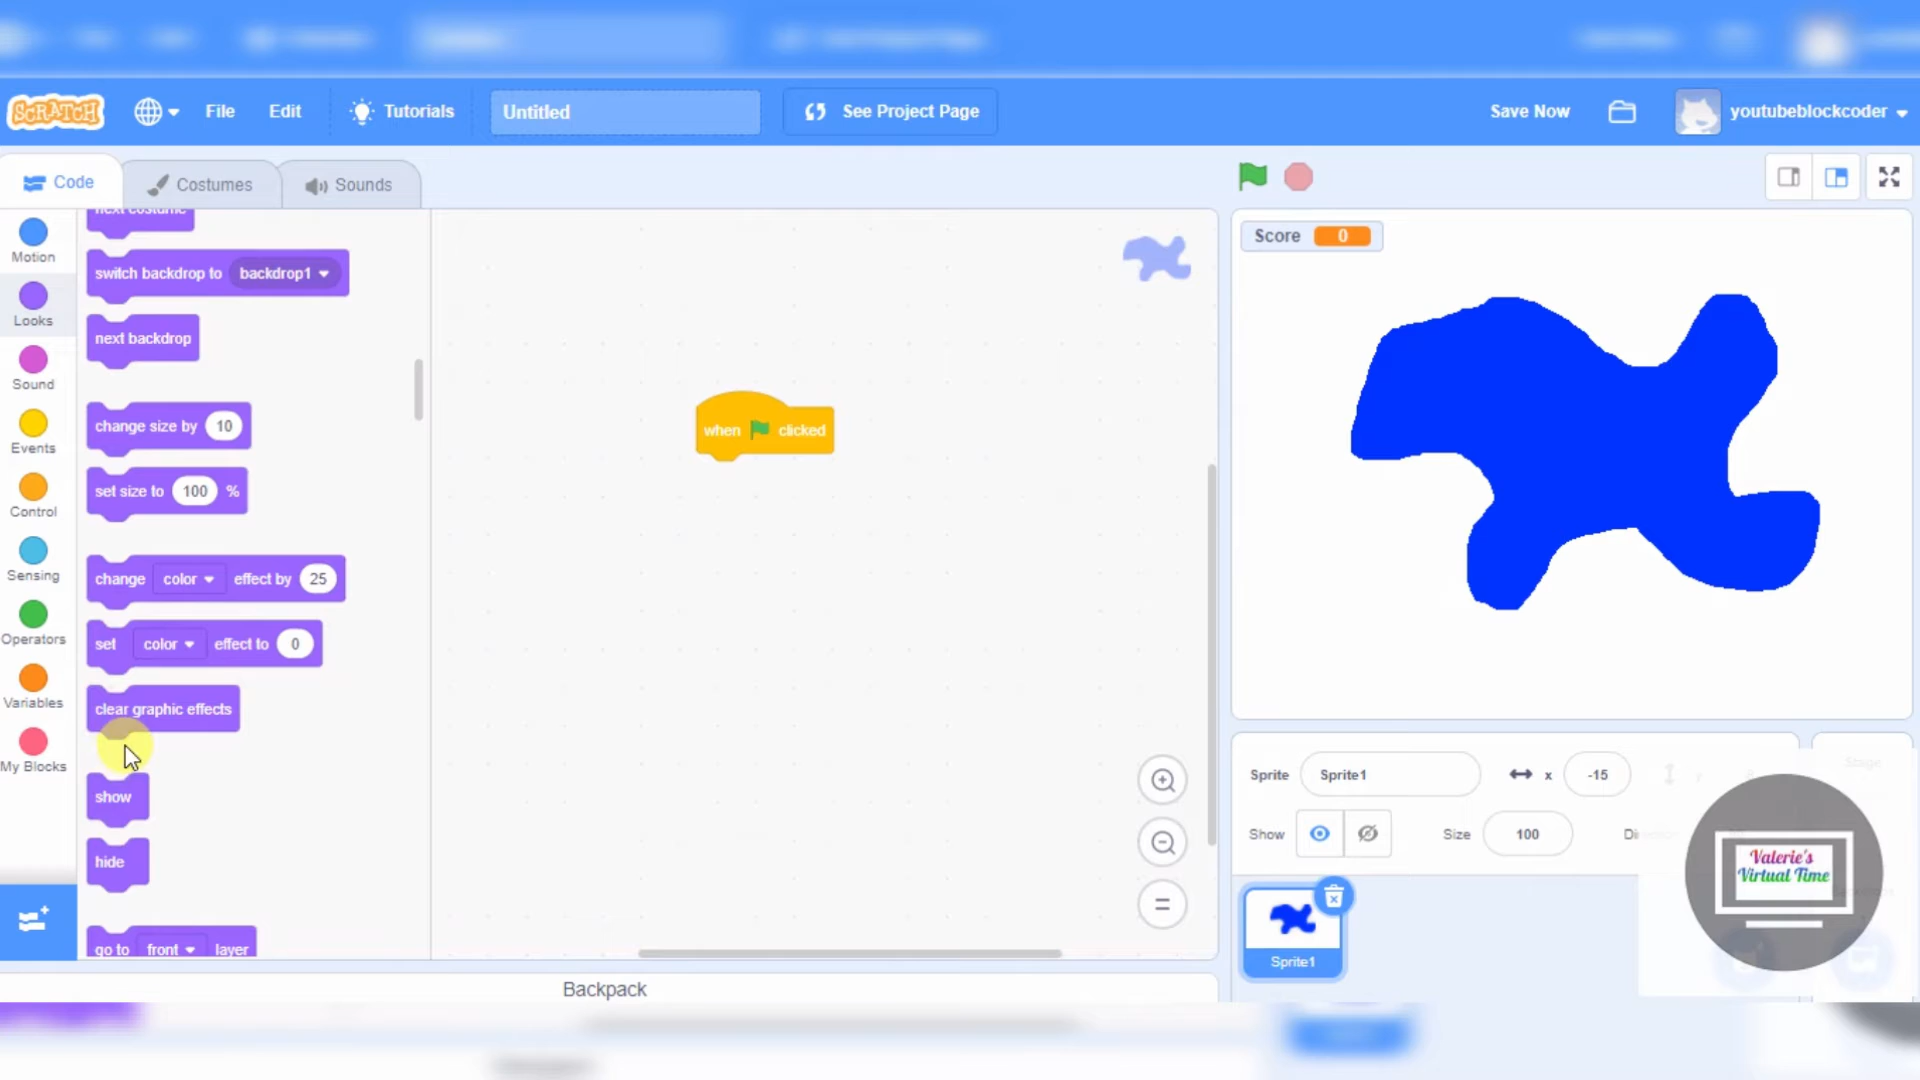 SCRATCH File Edit Tutorials Untitled See Project Page Save Now youtubeblockcoder
Code Costumes Sounds
Motion
Looks
Sound
Events
Control
Sensing
Operators
Variables
My Blocks
next costume
switch backdrop to backdrop1
next backdrop
change size by 10
set size to 100 %
change color effect by 25
set color effect to 0
clear graphic effects
show
hide
go to front layer
when clicked
Backpack
Score 0
Sprite Sprite1 x -15
Show Size 100
Sprite1
Stage
Valerie's
Virtual Time